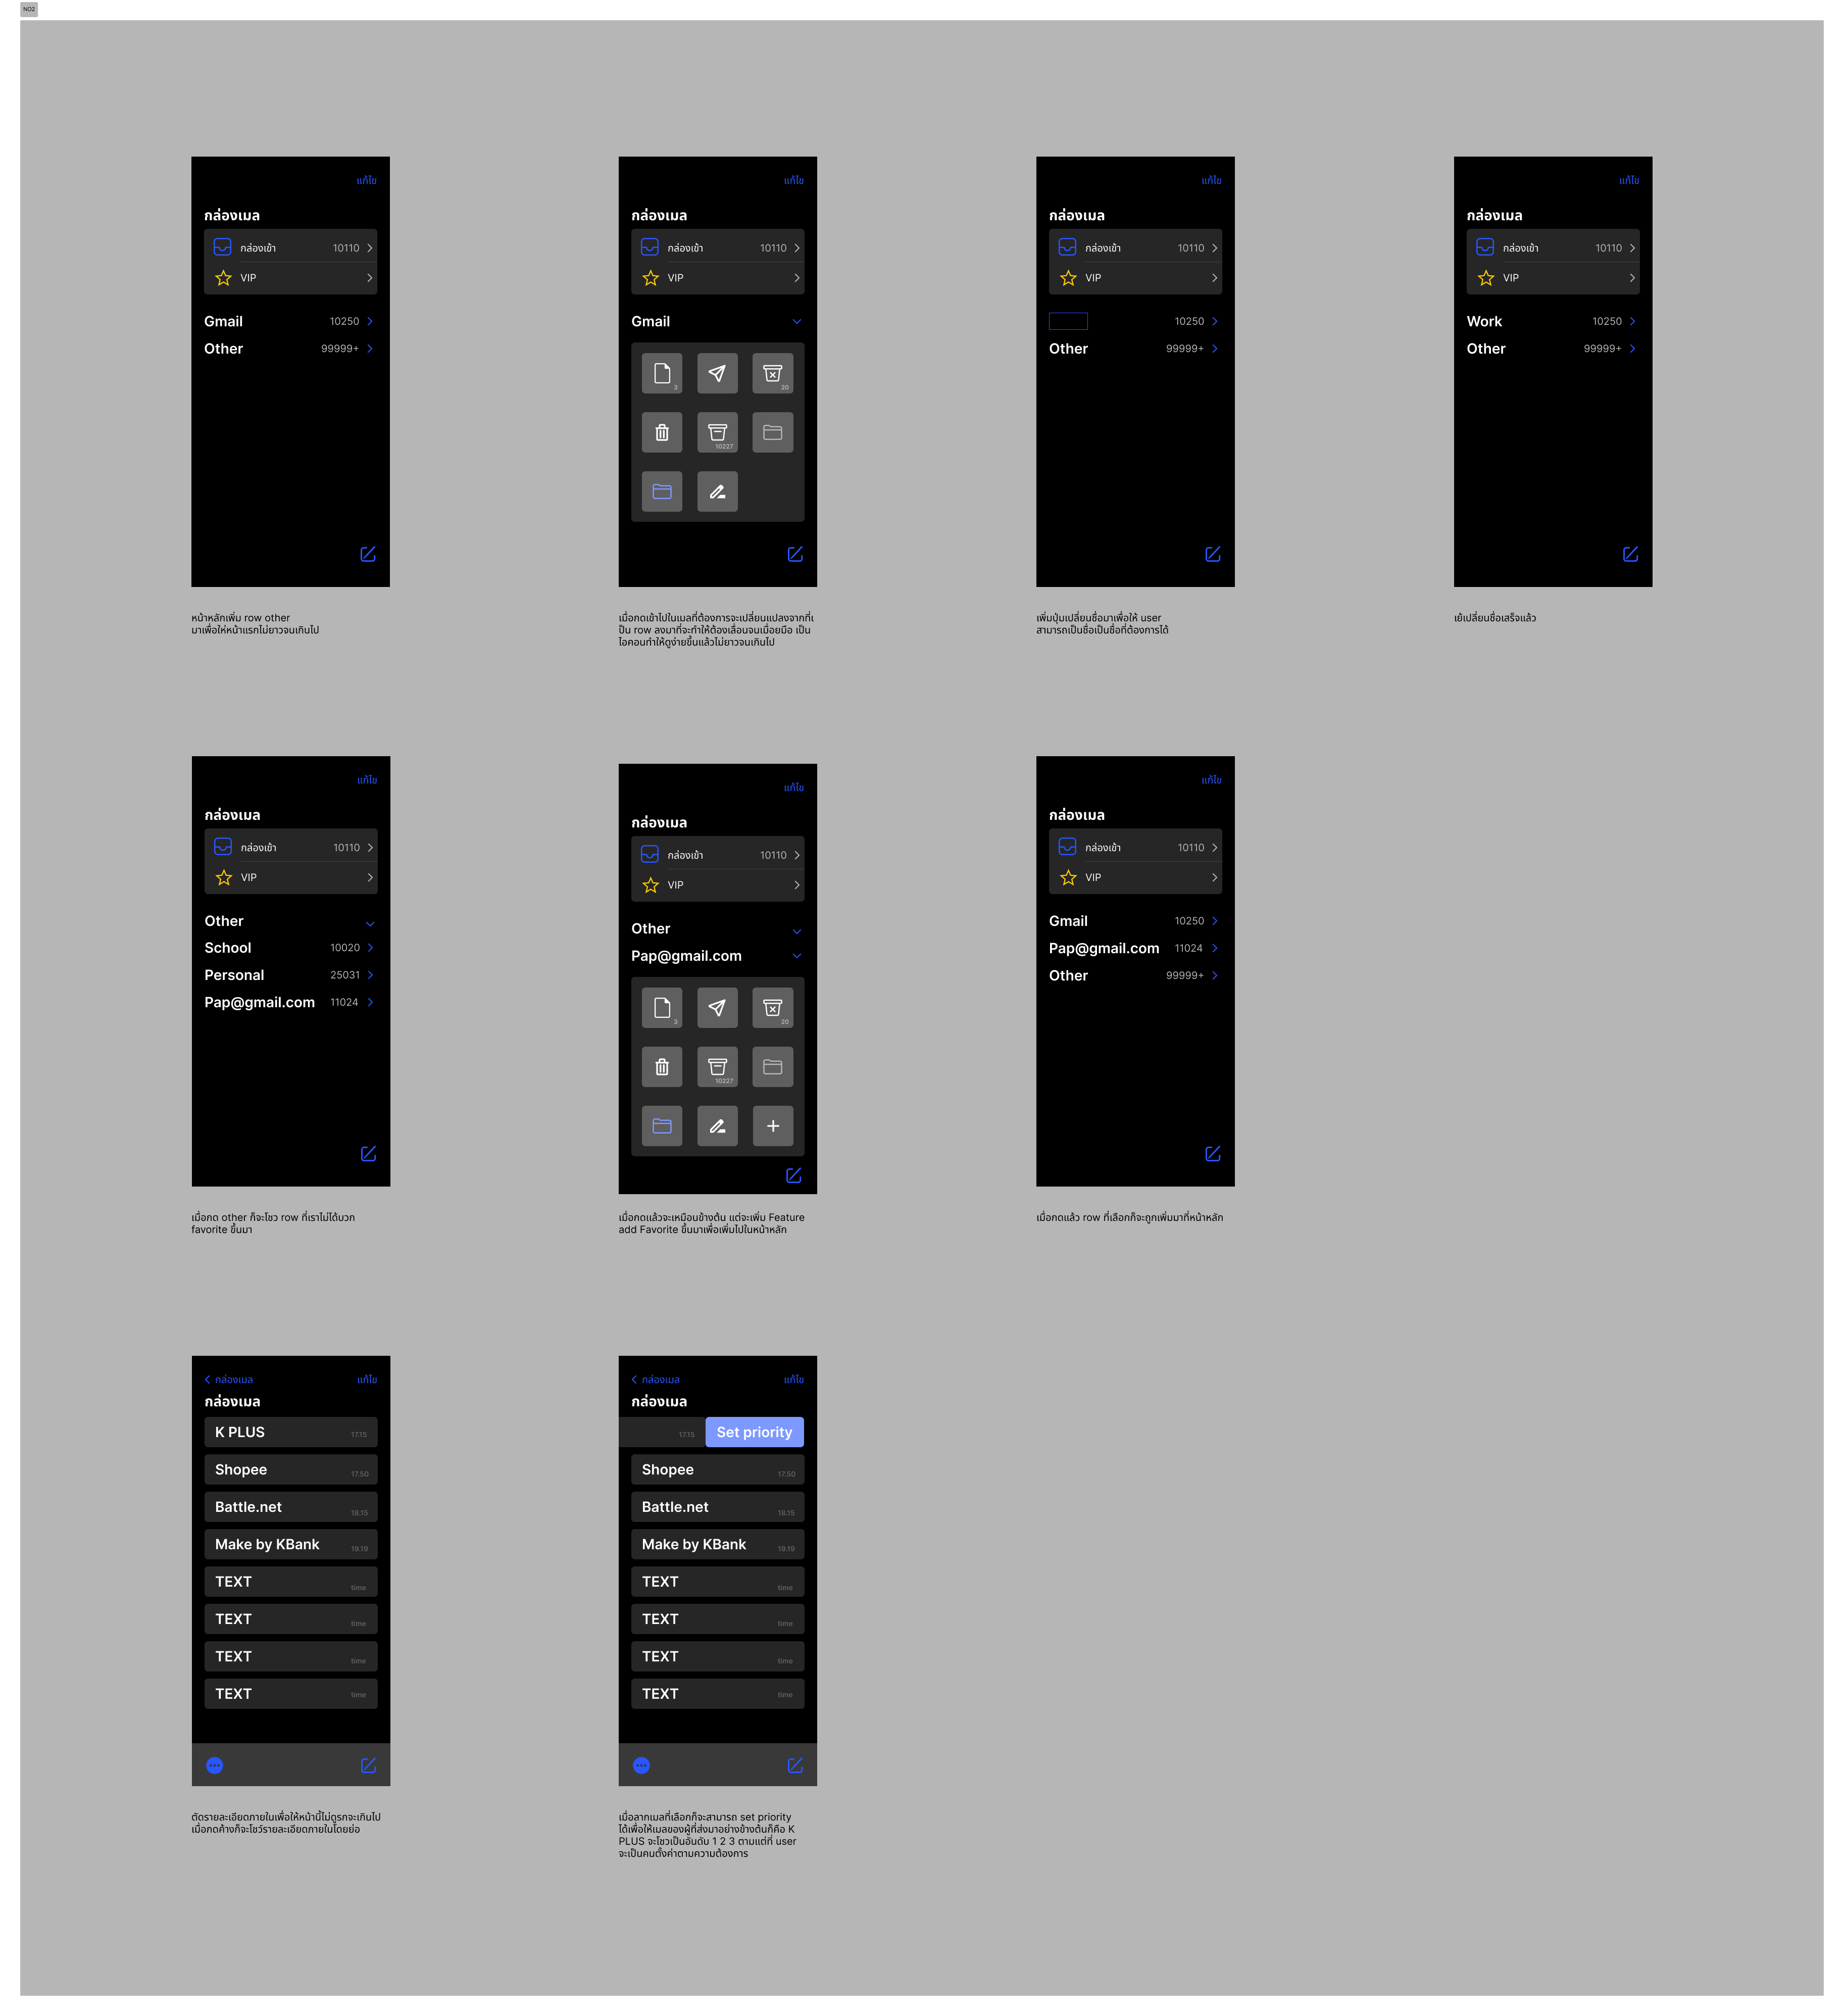 NO2
แก้ไข
กล่องเมล
กล่องเข้า 10110
VIP
Gmail 10250
Other 99999+
หน้าหลักเพิ่ม row other
มาเพื่อให่หน้าแรกไม่ยาวจนเกินไป
แก้ไข
กล่องเมล
กล่องเข้า 10110
VIP
Gmail
3
20
10227
เมื่อกดเข้าไปในเมลที่ต้องการจะเปลี่ยนแปลงจากที่เ
ป็น row ลงมาที่จะทำให้ต้องเลื่อนจนเมื่อยมือ เป็น
ไอคอนทำให้ดูง่ายขึ้นแล้วไม่ยาวจนเกินไป
แก้ไข
กล่องเมล
กล่องเข้า 10110
VIP
10250
Other 99999+
เพิ่มปุ่มเปลี่ยนชื่อมาเพื่อให้ user
สามารถเป็นชื่อเป็นชื่อที่ต้องการได้
แก้ไข
กล่องเมล
กล่องเข้า 10110
VIP
Work 10250
Other 99999+
เย้เปลี่ยนชื่อเสร็จแล้ว
แก้ไข
กล่องเมล
กล่องเข้า 10110
VIP
Other
School 10020
Personal 25031
Pap@gmail.com 11024
เมื่อกด other ก็จะโชว row ที่เราไม่ได้บวก
favorite ขึ้นมา
แก้ไข
กล่องเมล
กล่องเข้า 10110
VIP
Other
Pap@gmail.com
3
20
10227
เมื่อกดแล้วจะเหมือนข้างต้น แต่จะเพิ่ม Feature
add Favorite ขึ้นมาเพื่อเพิ่มไปในหน้าหลัก
แก้ไข
กล่องเมล
กล่องเข้า 10110
VIP
Gmail 10250
Pap@gmail.com 11024
Other 99999+
เมื่อกดแล้ว row ที่เลือกก็จะถูกเพิ่มมาที่หน้าหลัก
กล่องเมล แก้ไข
กล่องเมล
K PLUS 17.15
Shopee 17.50
Battle.net 18.15
Make by KBank 19.19
TEXT time
TEXT time
TEXT time
TEXT time
ตัดรายละเอียดภายในเพื่อให้หน้านี้ไม่ดูรกจะเกินไป
เมื่อกดค้างก็จะโชว์รายละเอียดภายในโดยย่อ
กล่องเมล แก้ไข
กล่องเมล
17.15 Set priority
Shopee 17.50
Battle.net 18.15
Make by KBank 19.19
TEXT time
TEXT time
TEXT time
TEXT time
เมื่อลากเมลที่เลือกก็จะสามารถ set priority
ได้เพื่อให้เมลของผู้ที่ส่งมาอย่างข้างต้นก็คือ K
PLUS จะโชวเป็นอันดับ 1 2 3 ตามแต่ที่ user
จะเป็นคนตั้งค่าตามความต้องการ